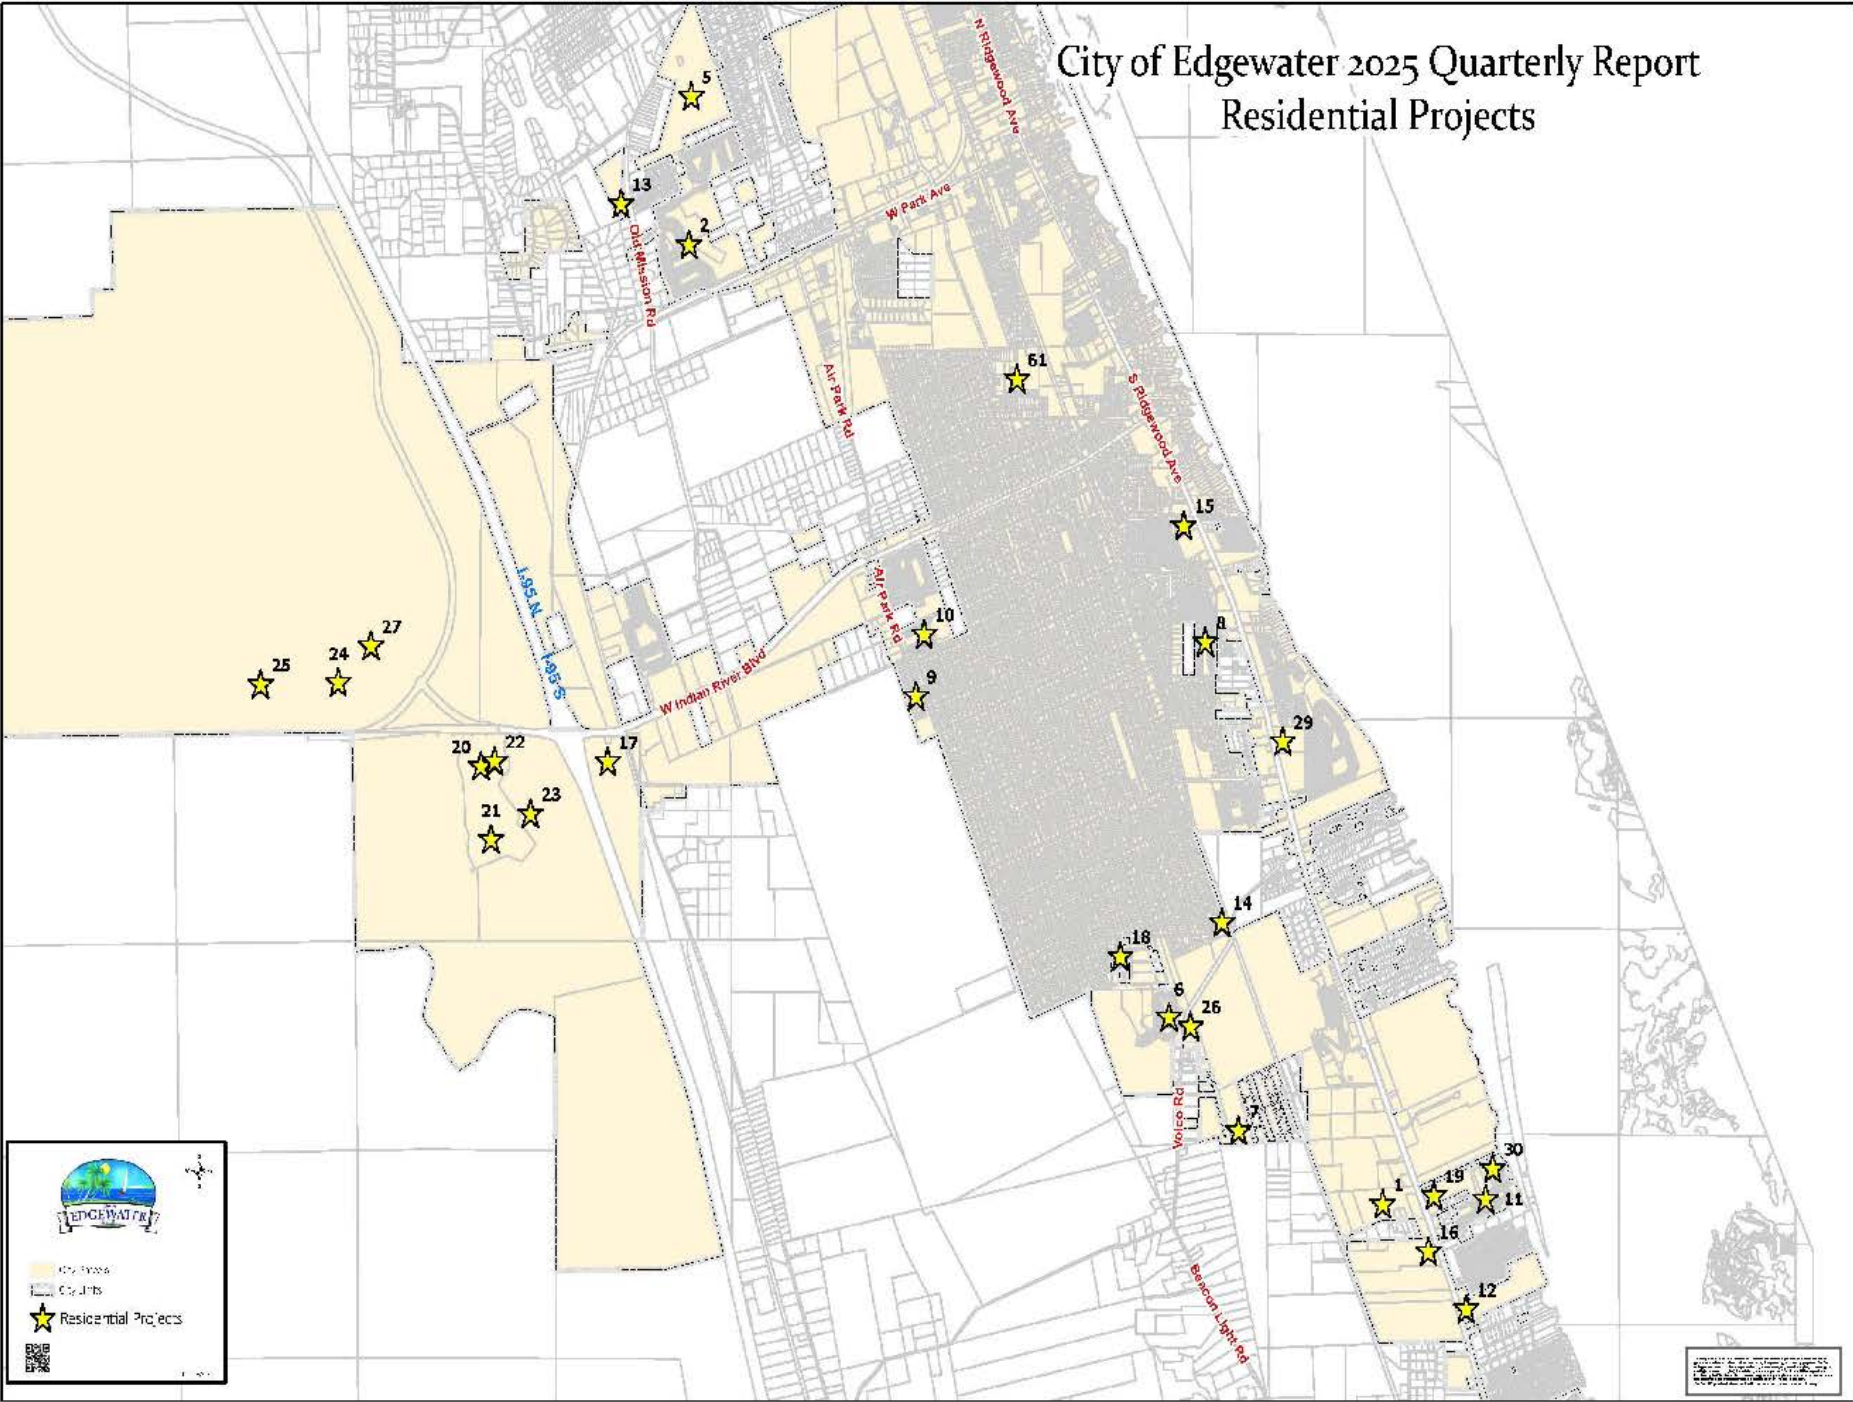 City of Edgewater 2025 Quarterly Report
Residential Projects
N Ridgewood Ave
5
13
2
Old Mission Rd
W Park Ave
61
Air Park Rd
S Ridgewood Ave
15
I-95 N
Air Park Rd
10
8
27
24
25
I-95 S
W Indian River Blvd
9
29
20
22
17
23
21
14
18
6
26
Volco Rd
7
30
1
19
11
16
12
Beacon Light Rd
EDGEWATER
Residential Projects